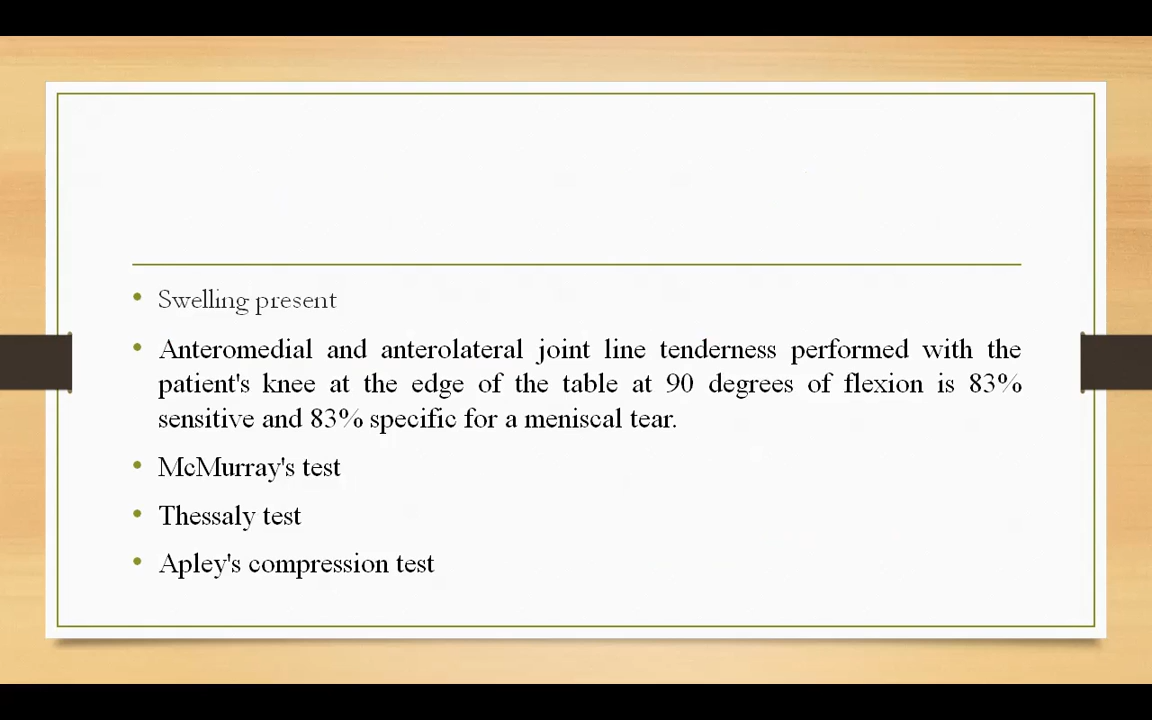 • Swelling present
• Anteromedial and anterolateral joint line tenderness performed with the
patient's knee at the edge of the table at 90 degrees of flexion is 83%
sensitive and 83% specific for a meniscal tear.
• McMurray's test
• Thessaly test
• Apley's compression test